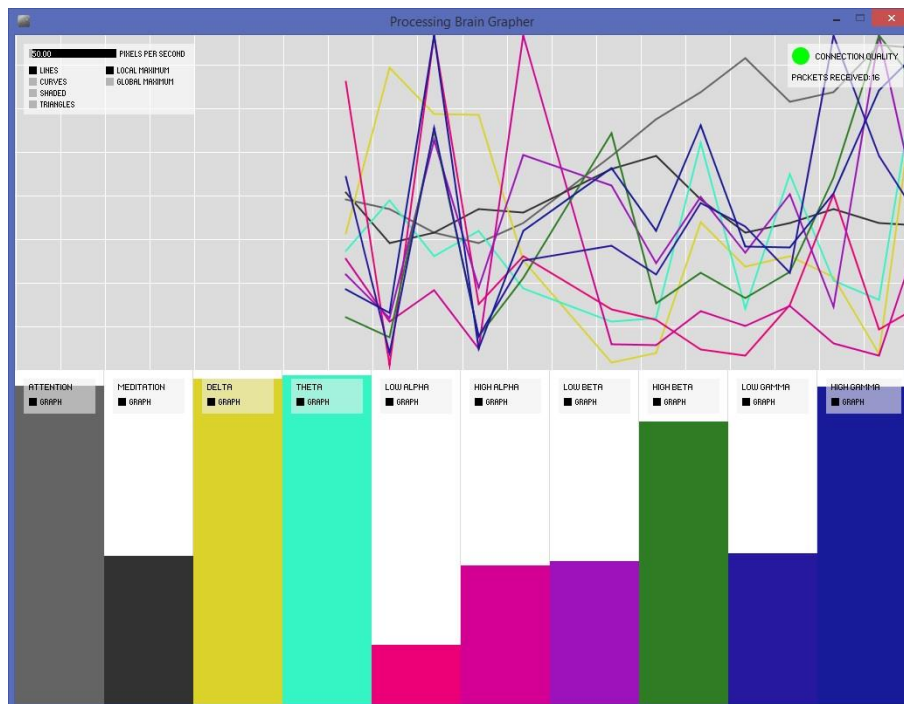 Processing Brain Grapher
50.00 PIXELS PER SECOND
LINES
LOCAL MAXIMUM
CURVES
GLOBAL MAXIMUM
SHADED
TRIANGLES
CONNECTION QUALITY
PACKETS RECEIVED: 16
ATTENTION
GRAPH
MEDITATION
GRAPH
DELTA
GRAPH
THETA
GRAPH
LOW ALPHA
GRAPH
HIGH ALPHA
GRAPH
LOW BETA
GRAPH
HIGH BETA
GRAPH
LOW GAMMA
GRAPH
HIGH GAMMA
GRAPH